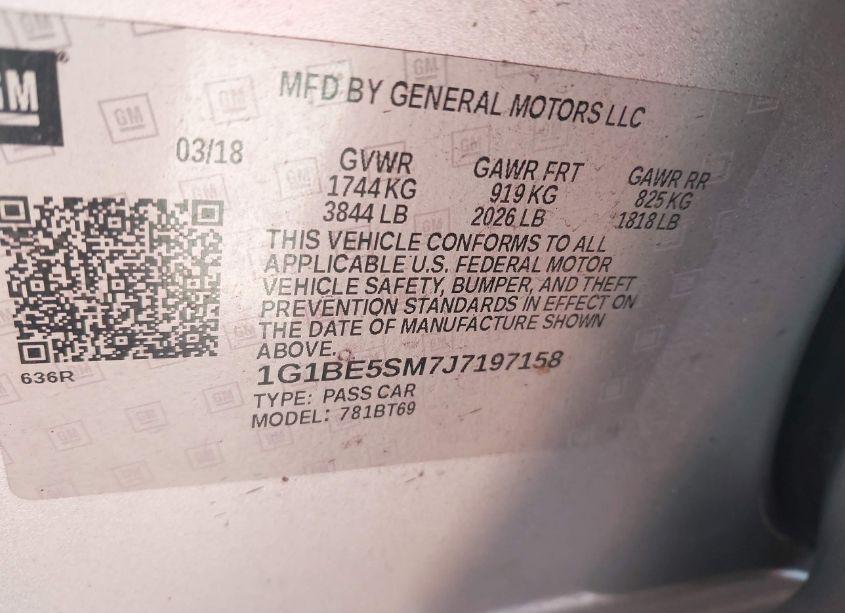 GM
MFD BY GENERAL MOTORS LLC
03/18
GVWR GAWR FRT GAWR RR
1744 KG 919 KG 825 KG
3844 LB 2026 LB 1818 LB
THIS VEHICLE CONFORMS TO ALL
APPLICABLE U.S. FEDERAL MOTOR
VEHICLE SAFETY, BUMPER, AND THEFT
PREVENTION STANDARDS IN EFFECT ON
THE DATE OF MANUFACTURE SHOWN
ABOVE.
636R
1G1BE5SM7J7197158
TYPE: PASS CAR
MODEL: 781BT69